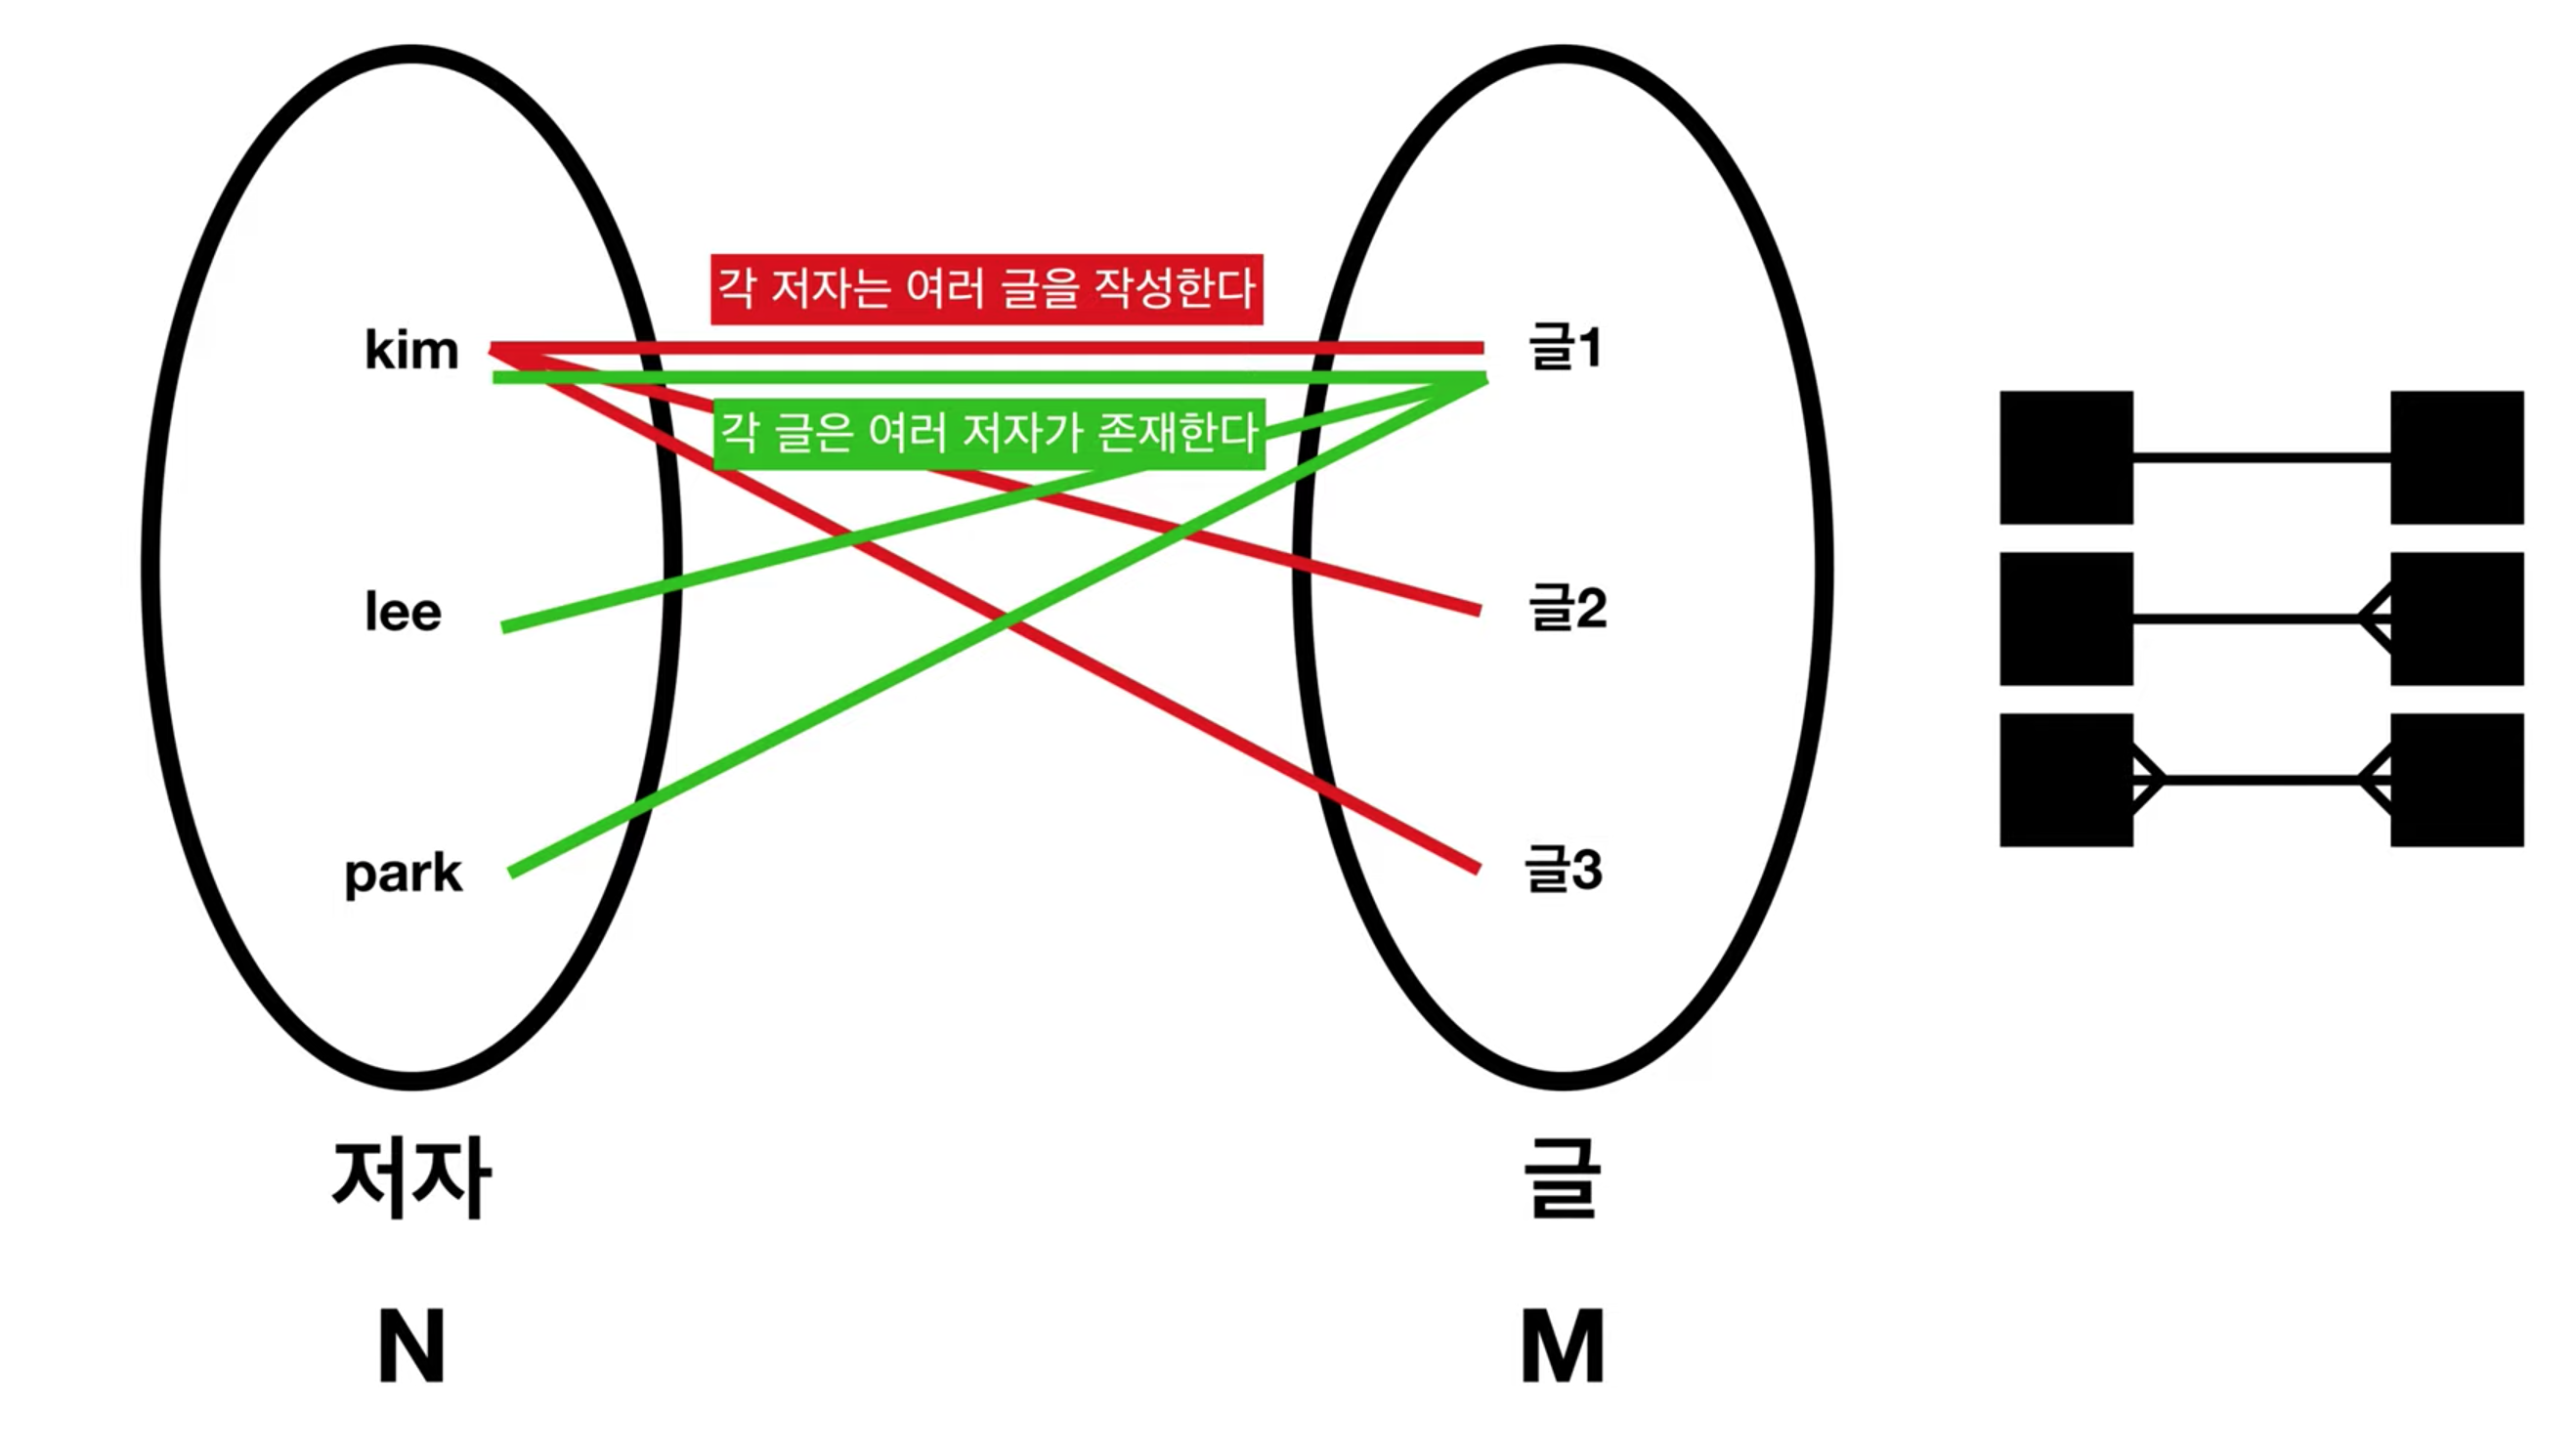 각 저자는 여러 글을 작성한다
kim
글1
각 글은 여러 저자가 존재한다
lee
글2
park
글3
저자
글
N
M